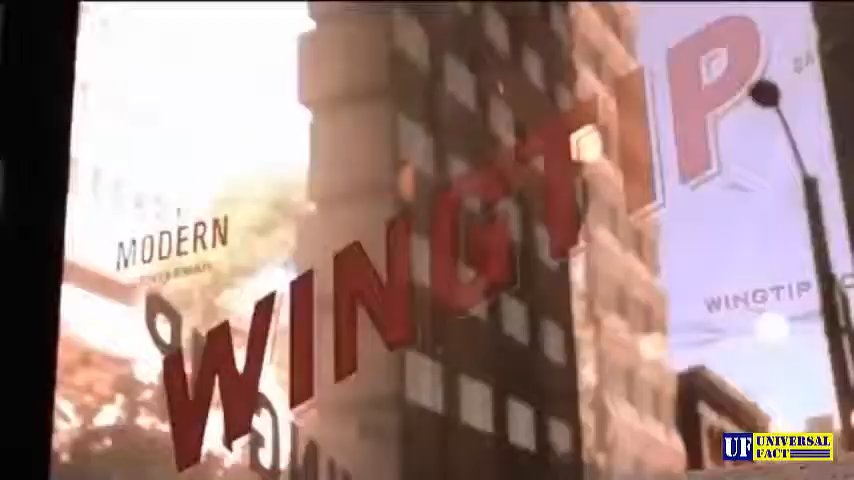 MODERN
WINGTIP
WINGTIP
UF UNIVERSAL
FACT